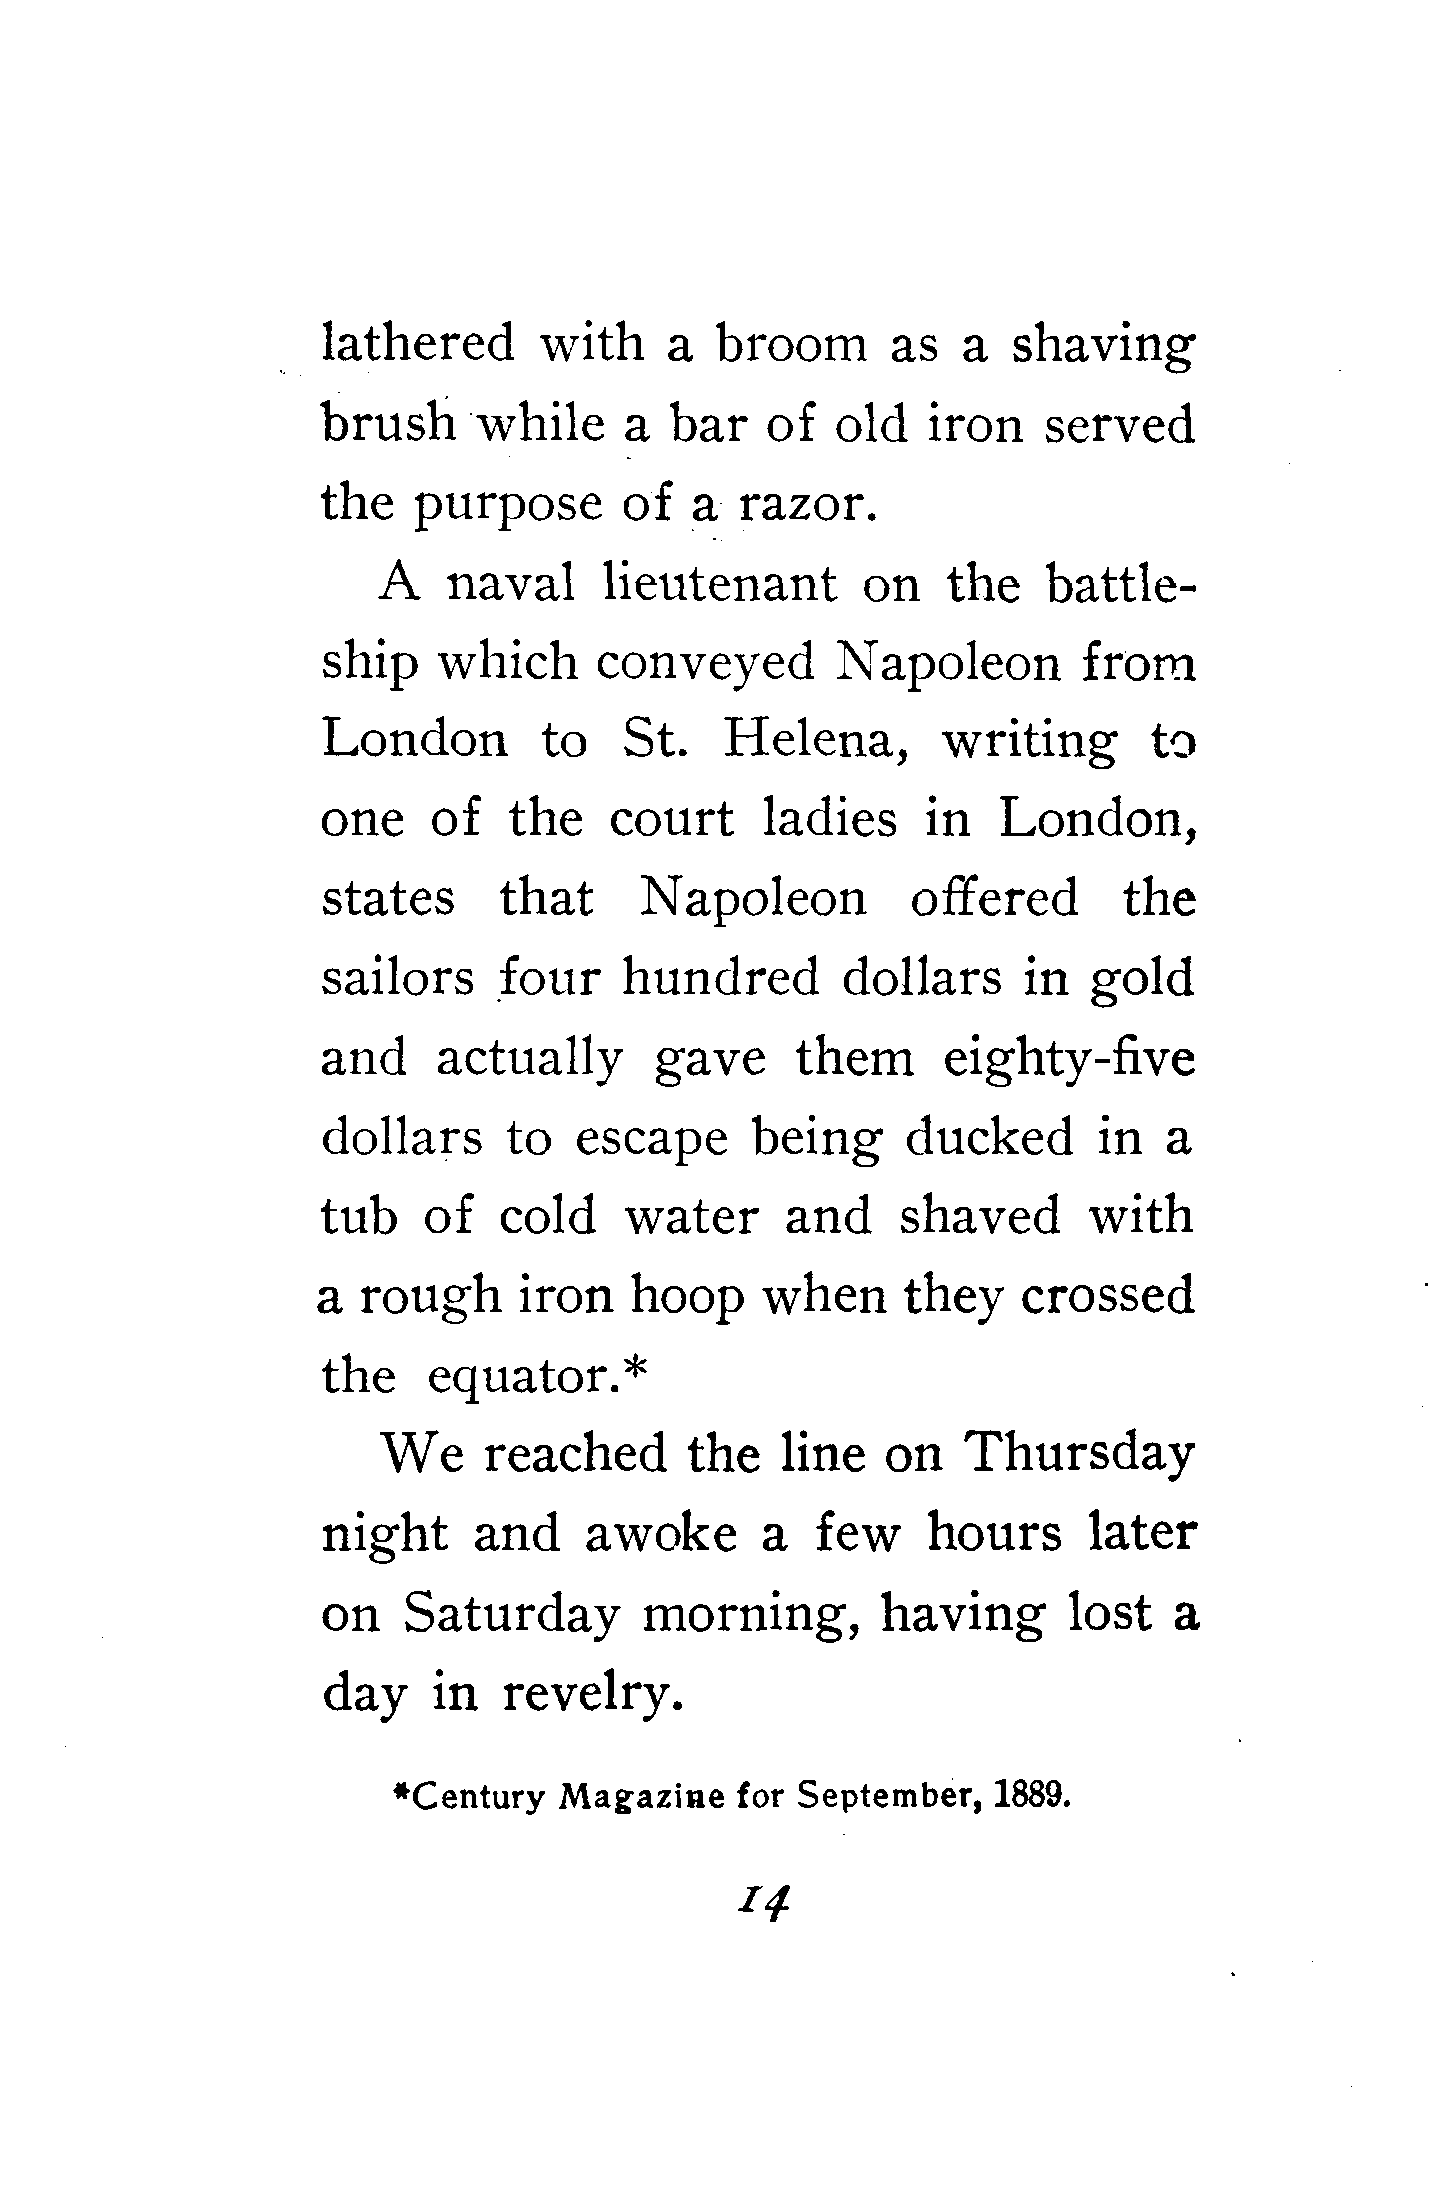 lathered with a broom as a shaving
brush while a bar of old iron served
the purpose of a razor.
A naval lieutenant on the battle-
ship which conveyed Napoleon from
London to St. Helena, writing to
one of the court ladies in London,
states that Napoleon offered the
sailors four hundred dollars in gold
and actually gave them eighty-five
dollars to escape being ducked in a
tub of cold water and shaved with
a rough iron hoop when they crossed
the equator.*
We reached the line on Thursday
night and awoke a few hours later
on Saturday morning, having lost a
day in revelry.
*Century Magazine for September, 1889.
14